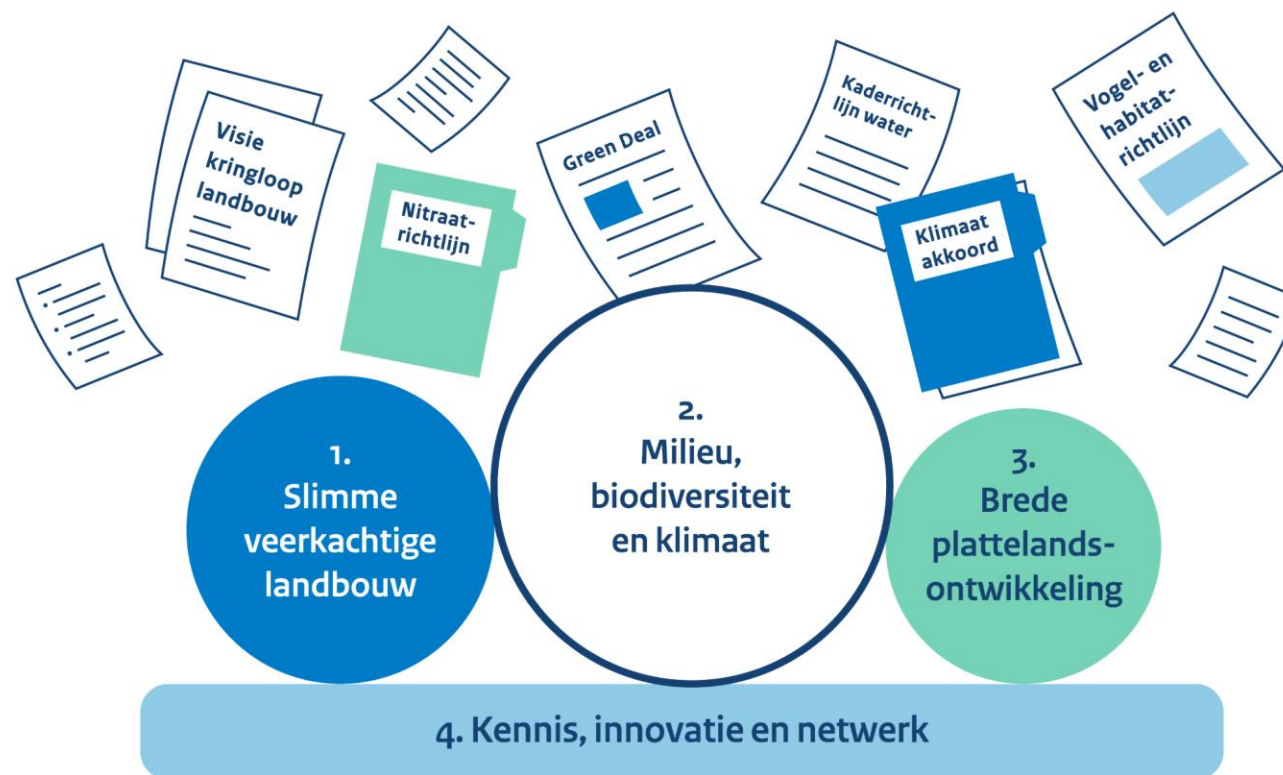 Visie
kringloop
landbouw
Nitraat-
richtlijn
Green Deal
Kaderricht-
lijn water
Klimaat
akkoord
Vogel- en
habitat-
richtlijn
1.
Slimme
veerkachtige
landbouw
2.
Milieu,
biodiversiteit
en klimaat
3.
Brede
plattelands-
ontwikkeling
4. Kennis, innovatie en netwerk